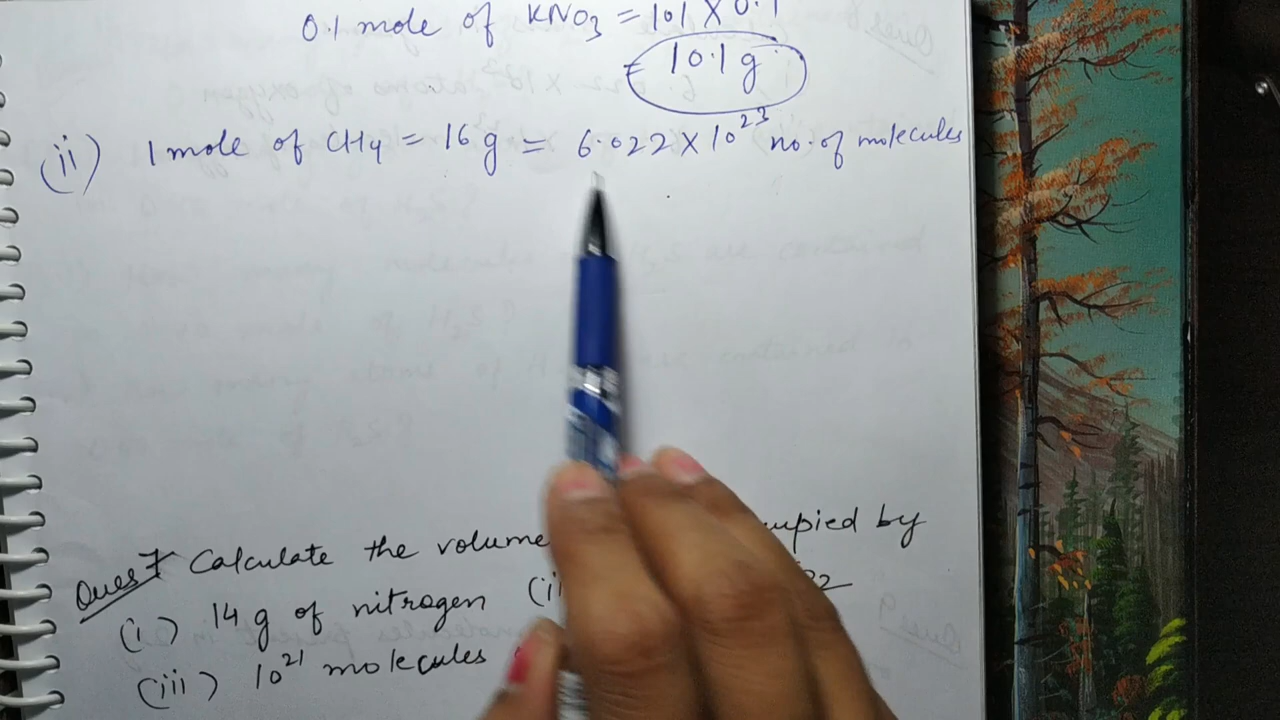 0.1 mole of KNO₃ = 101 X 0.1
= 10.1 g
(ii) 1 mole of CH₄ = 16 g = 6.022 X 10²³ no. of molecules
Ques 7 Calculate the volume by
(i) 14 g of nitrogen (ii
(iii) 10²¹ molecules